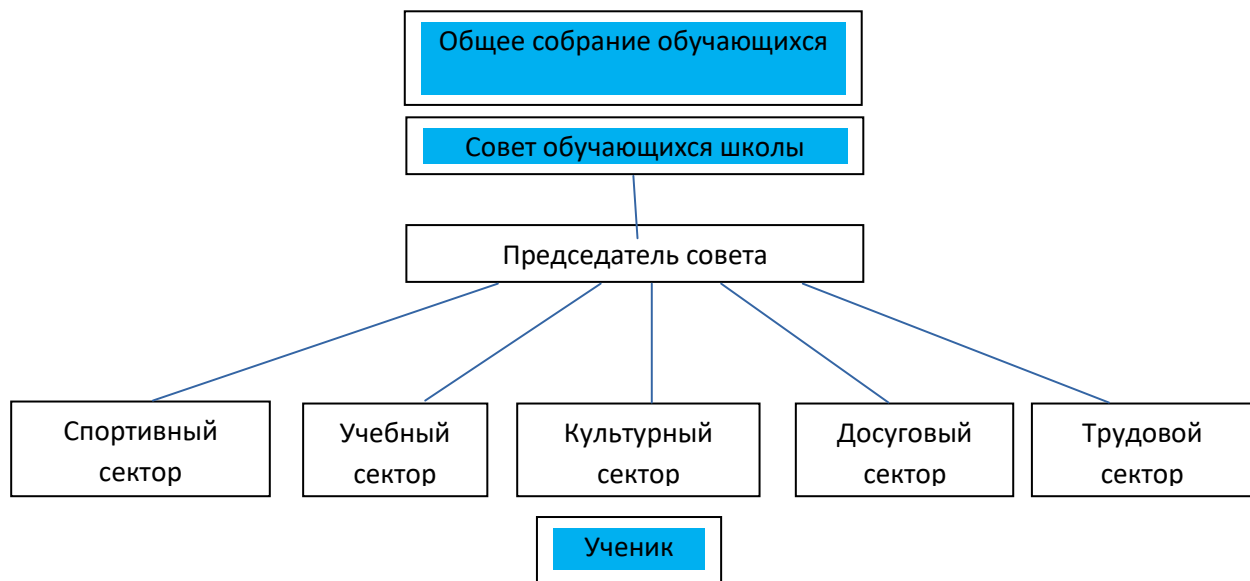 Общее собрание обучающихся
Совет обучающихся школы
Председатель совета
Спортивный
сектор
Учебный
сектор
Культурный
сектор
Досуговый
сектор
Трудовой
сектор
Ученик